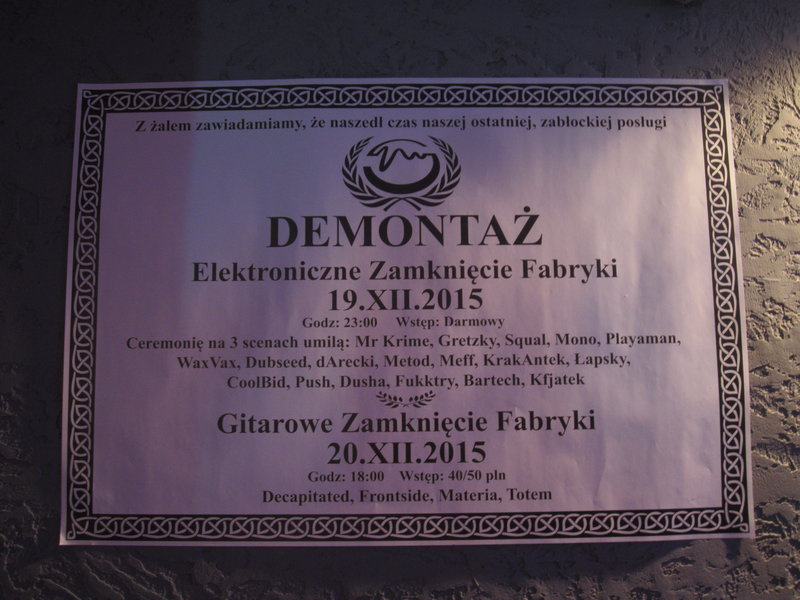 Z żalem zawiadamiamy, że naszedł czas naszej ostatniej, zabłockiej posługi
DEMONTAŻ
Elektroniczne Zamknięcie Fabryki
19.XII.2015
Godz: 23:00 Wstęp: Darmowy
Ceremonię na 3 scenach umilą: Mr Krime, Gretzky, Squal, Mono, Playaman,
WaxVax, Dubseed, dArecki, Metod, Meff, KrakAntek, Łapsky,
CoolBid, Push, Dusha, Fukktry, Bartech, Kfjatek
Gitarowe Zamknięcie Fabryki
20.XII.2015
Godz: 18:00 Wstęp: 40/50 pln
Decapitated, Frontside, Materia, Totem